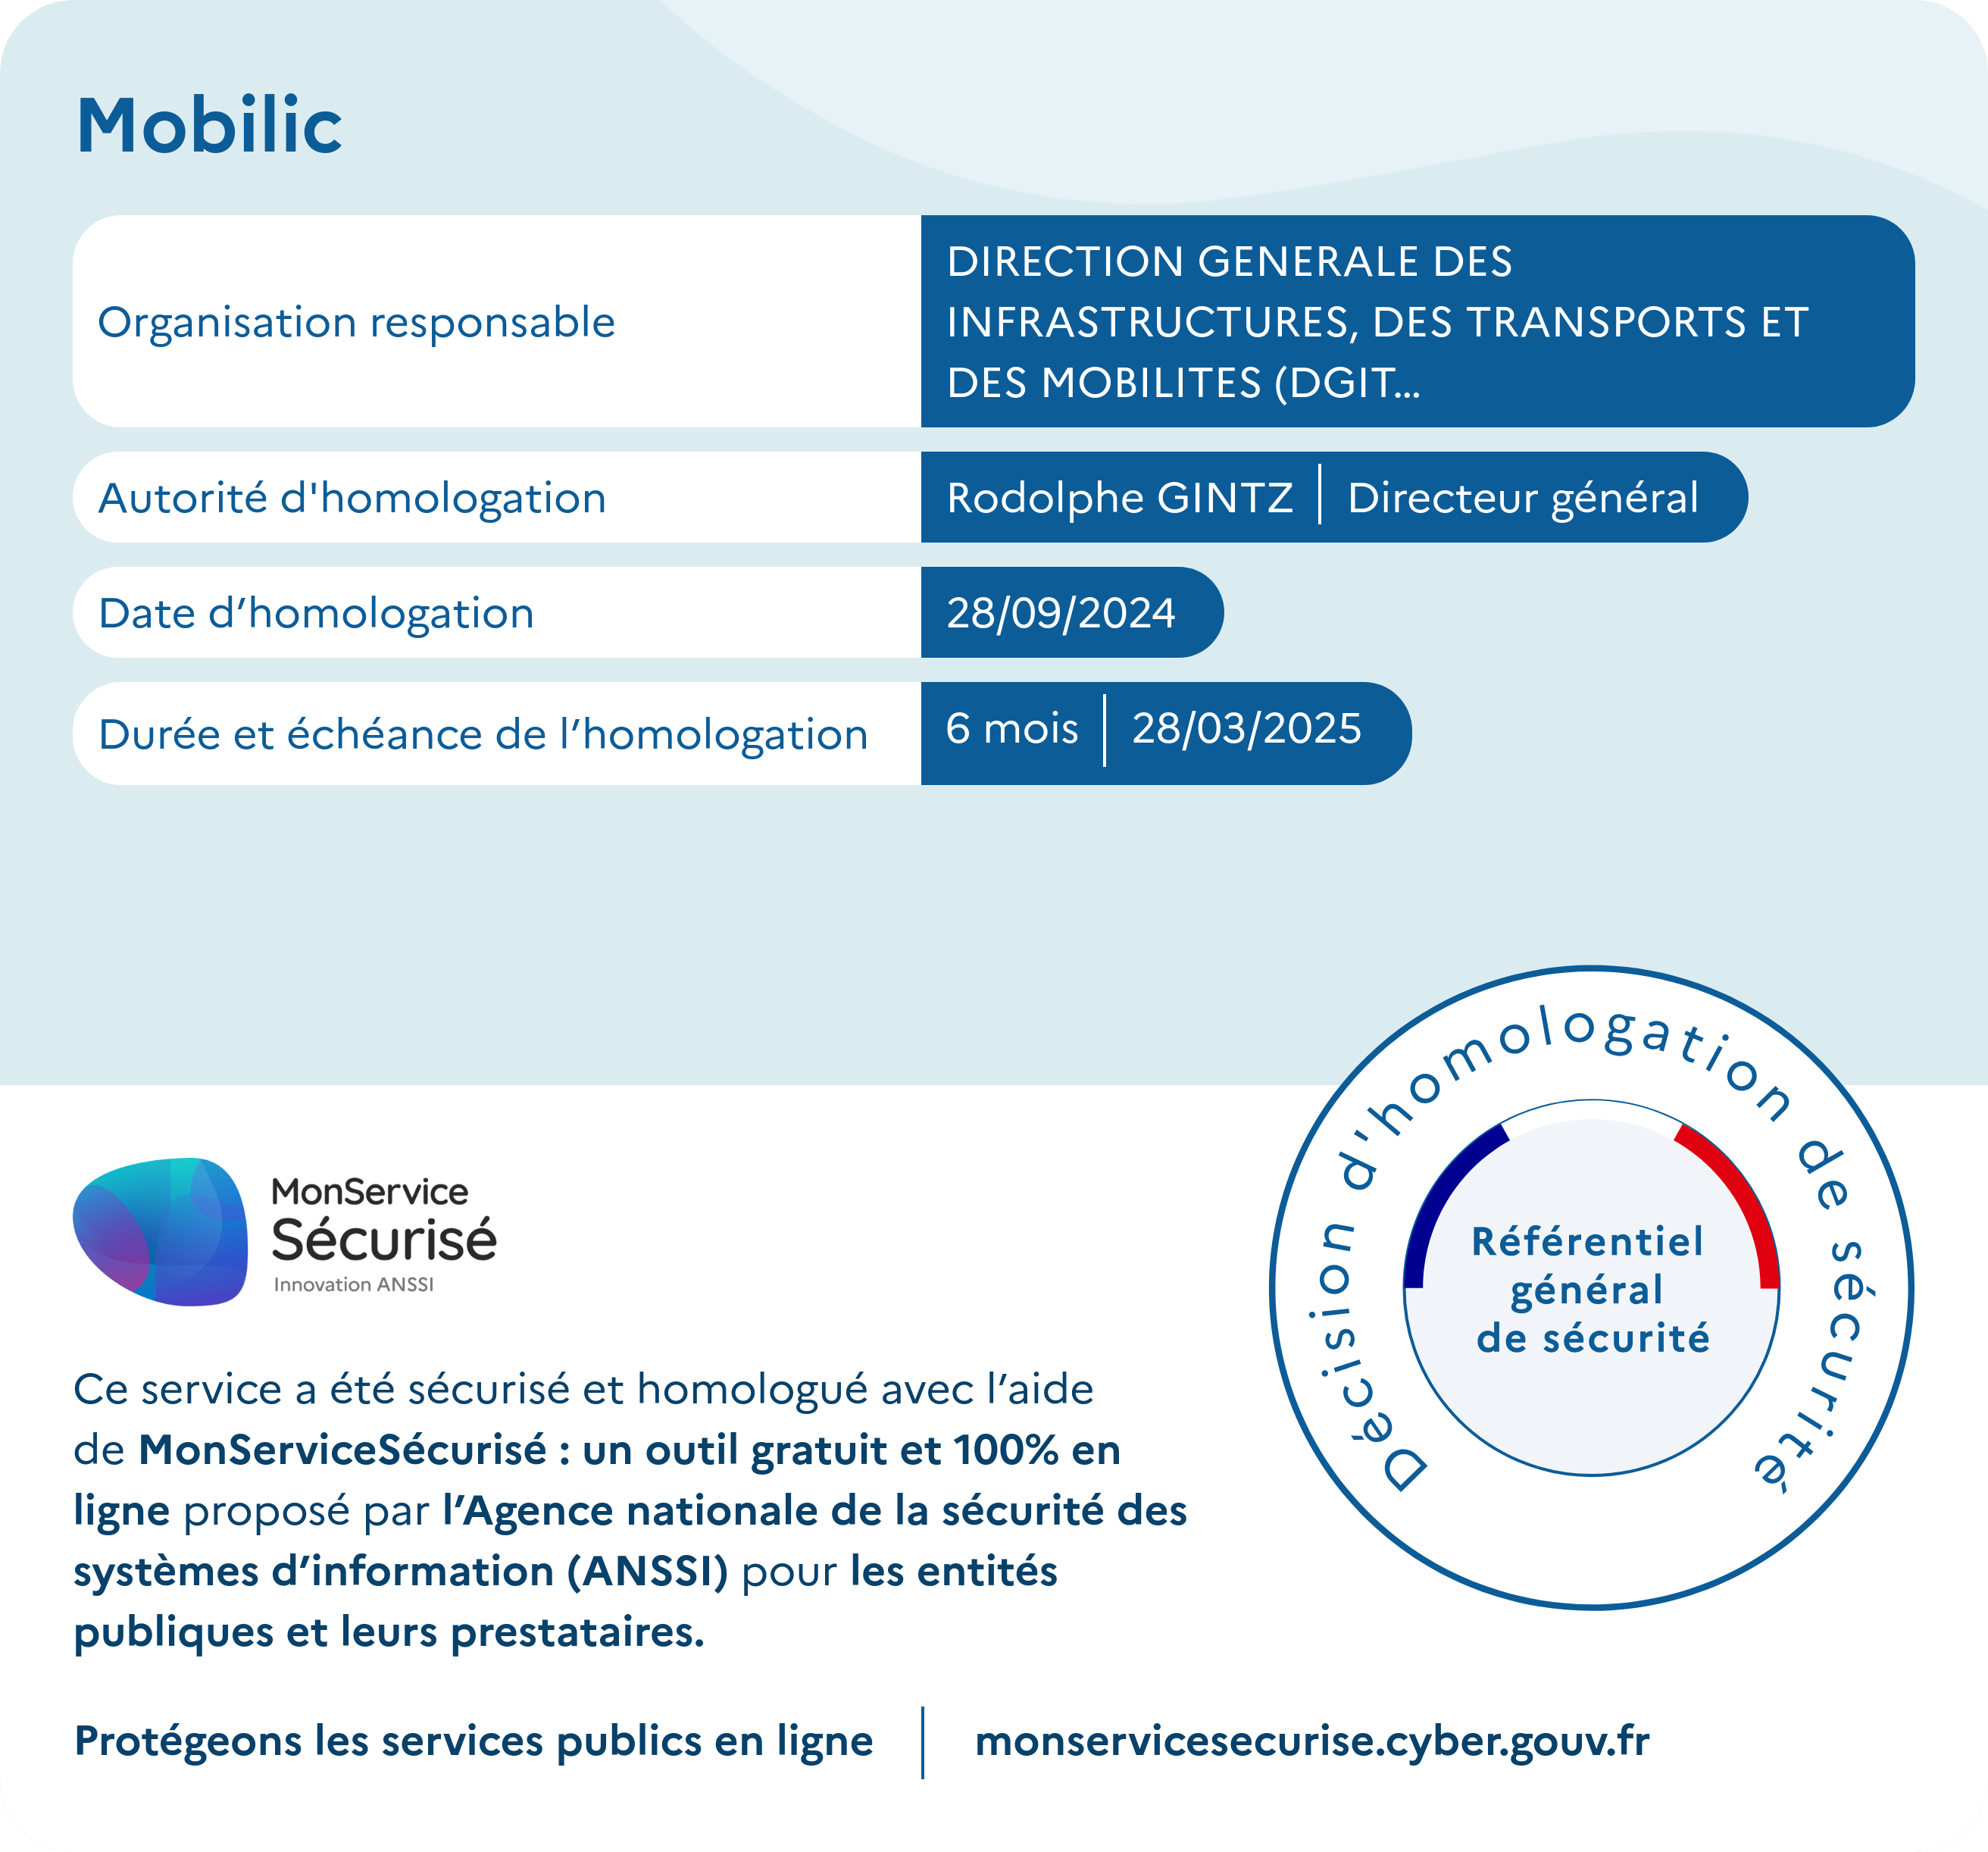 Mobilic
Organisation responsable
DIRECTION GENERALE DES
INFRASTRUCTURES, DES TRANSPORTS ET
DES MOBILITES (DGIT...
Autorité d'homologation
Rodolphe GINTZ | Directeur général
Date d’homologation
28/09/2024
Durée et échéance de l’homologation
6 mois | 28/03/2025
Décision d'homologation de sécurité
Référentiel
général
de sécurité
MonService
Sécurisé
Innovation ANSSI
Ce service a été sécurisé et homologué avec l’aide
de MonServiceSécurisé : un outil gratuit et 100% en
ligne proposé par l’Agence nationale de la sécurité des
systèmes d’information (ANSSI) pour les entités
publiques et leurs prestataires.
Protégeons les services publics en ligne | monservicesecurise.cyber.gouv.fr